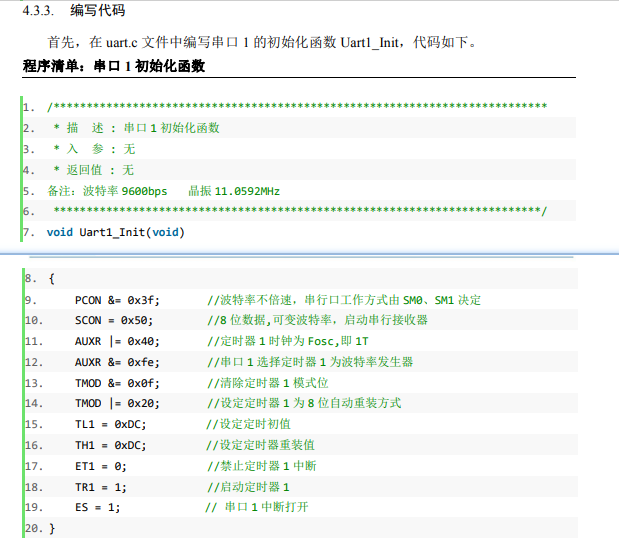 4.3.3. 编写代码
首先，在 uart.c 文件中编写串口 1 的初始化函数 Uart1_Init，代码如下。
程序清单：串口 1 初始化函数
1. /***************************************************************************
2. * 描 述 : 串口 1 初始化函数
3. * 入 参 : 无
4. * 返回值 : 无
5. 备注: 波特率 9600bps 晶振 11.0592MHz
6. **************************************************************************/
7. void Uart1_Init(void)
8. {
9. PCON &= 0x3f; //波特率不倍速，串行口工作方式由 SM0、SM1 决定
10. SCON = 0x50; //8 位数据,可变波特率，启动串行接收器
11. AUXR |= 0x40; //定时器 1 时钟为 Fosc,即 1T
12. AUXR &= 0xfe; //串口 1 选择定时器 1 为波特率发生器
13. TMOD &= 0x0f; //清除定时器 1 模式位
14. TMOD |= 0x20; //设定定时器 1 为 8 位自动重装方式
15. TL1 = 0xDC; //设定定时初值
16. TH1 = 0xDC; //设定定时器重装值
17. ET1 = 0; //禁止定时器 1 中断
18. TR1 = 1; //启动定时器 1
19. ES = 1; // 串口 1 中断打开
20. }